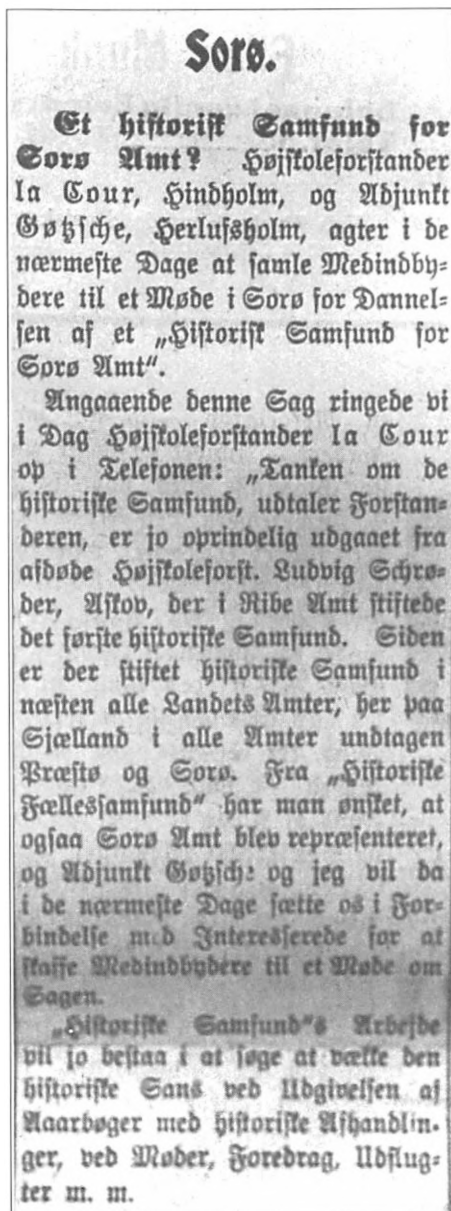 Sorø.
Et historisk Samfund for
Sorø Amt? Højskoleforstander
la Cour, Hindholm, og Adjunkt
Gøtzsche, Herlufsholm, agter i de
nærmeste Dage at samle Medindby=
dere til et Møde i Sorø for Dannel=
sen af et „Historisk Samfund for
Sorø Amt“.
Angaaende denne Sag ringede vi
i Dag Højskoleforstander la Cour
op i Telefonen: „Tanken om de
historiske Samfund, udtaler Forstan=
deren, er jo oprindelig udgaaet fra
afdøde Højskoleforst. Ludvig Schrø=
der, Askov, der i Ribe Amt stiftede
det første historiske Samfund. Siden
er der stiftet historiske Samfund i
næsten alle Landets Amter, her paa
Sjælland i alle Amter undtagen
Præstø og Sorø. Fra „Historiske
Fællessamfund“ har man ønsket, at
ogsaa Sorø Amt blev repræsenteret,
og Adjunkt Gøtzsche og jeg vil da
i de nærmeste Dage sætte os i For=
bindelse med Interesserede for at
skaffe Medindbydere til et Møde om
Sagen.
„Historiske Samfund“s Arbejde
vil jo bestaa i at søge at vække den
historiske Sans ved Udgivelsen af
Aarbøger med historiske Afhandlin=
ger, ved Møder, Foredrag, Udflug=
ter m. m.